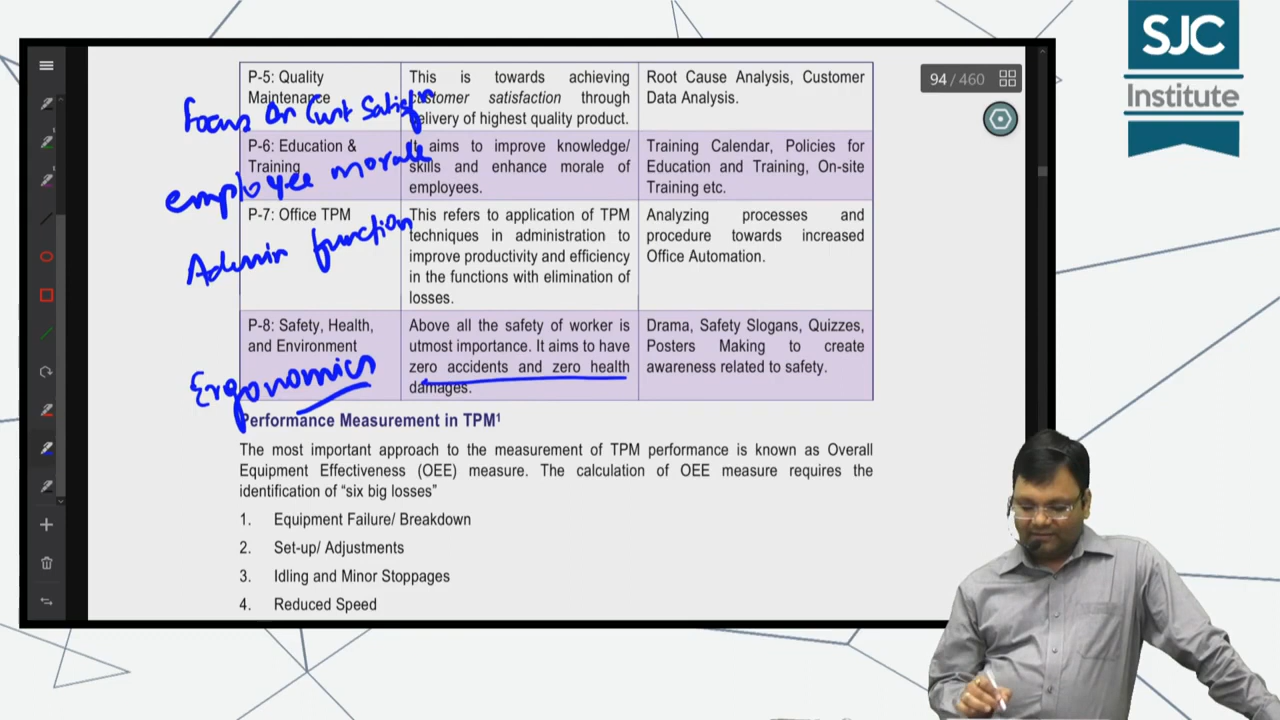 SJC
Institute
94 / 460
P-5: Quality
Maintenance
This is towards achieving
customer satisfaction through
delivery of highest quality product.
Root Cause Analysis, Customer
Data Analysis.
Focus on Cust Satisfn
P-6: Education &
Training
It aims to improve knowledge/
skills and enhance morale of
employees.
Training Calendar, Policies for
Education and Training, On-site
Training etc.
employee morale
P-7: Office TPM
This refers to application of TPM
techniques in administration to
improve productivity and efficiency
in the functions with elimination of
losses.
Analyzing processes and
procedure towards increased
Office Automation.
Admin function
P-8: Safety, Health,
and Environment
Above all the safety of worker is
utmost importance. It aims to have
zero accidents and zero health
damages.
Drama, Safety Slogans, Quizzes,
Posters Making to create
awareness related to safety.
Ergonomics
Performance Measurement in TPM¹
The most important approach to the measurement of TPM performance is known as Overall
Equipment Effectiveness (OEE) measure. The calculation of OEE measure requires the
identification of “six big losses”
1. Equipment Failure/ Breakdown
2. Set-up/ Adjustments
3. Idling and Minor Stoppages
4. Reduced Speed